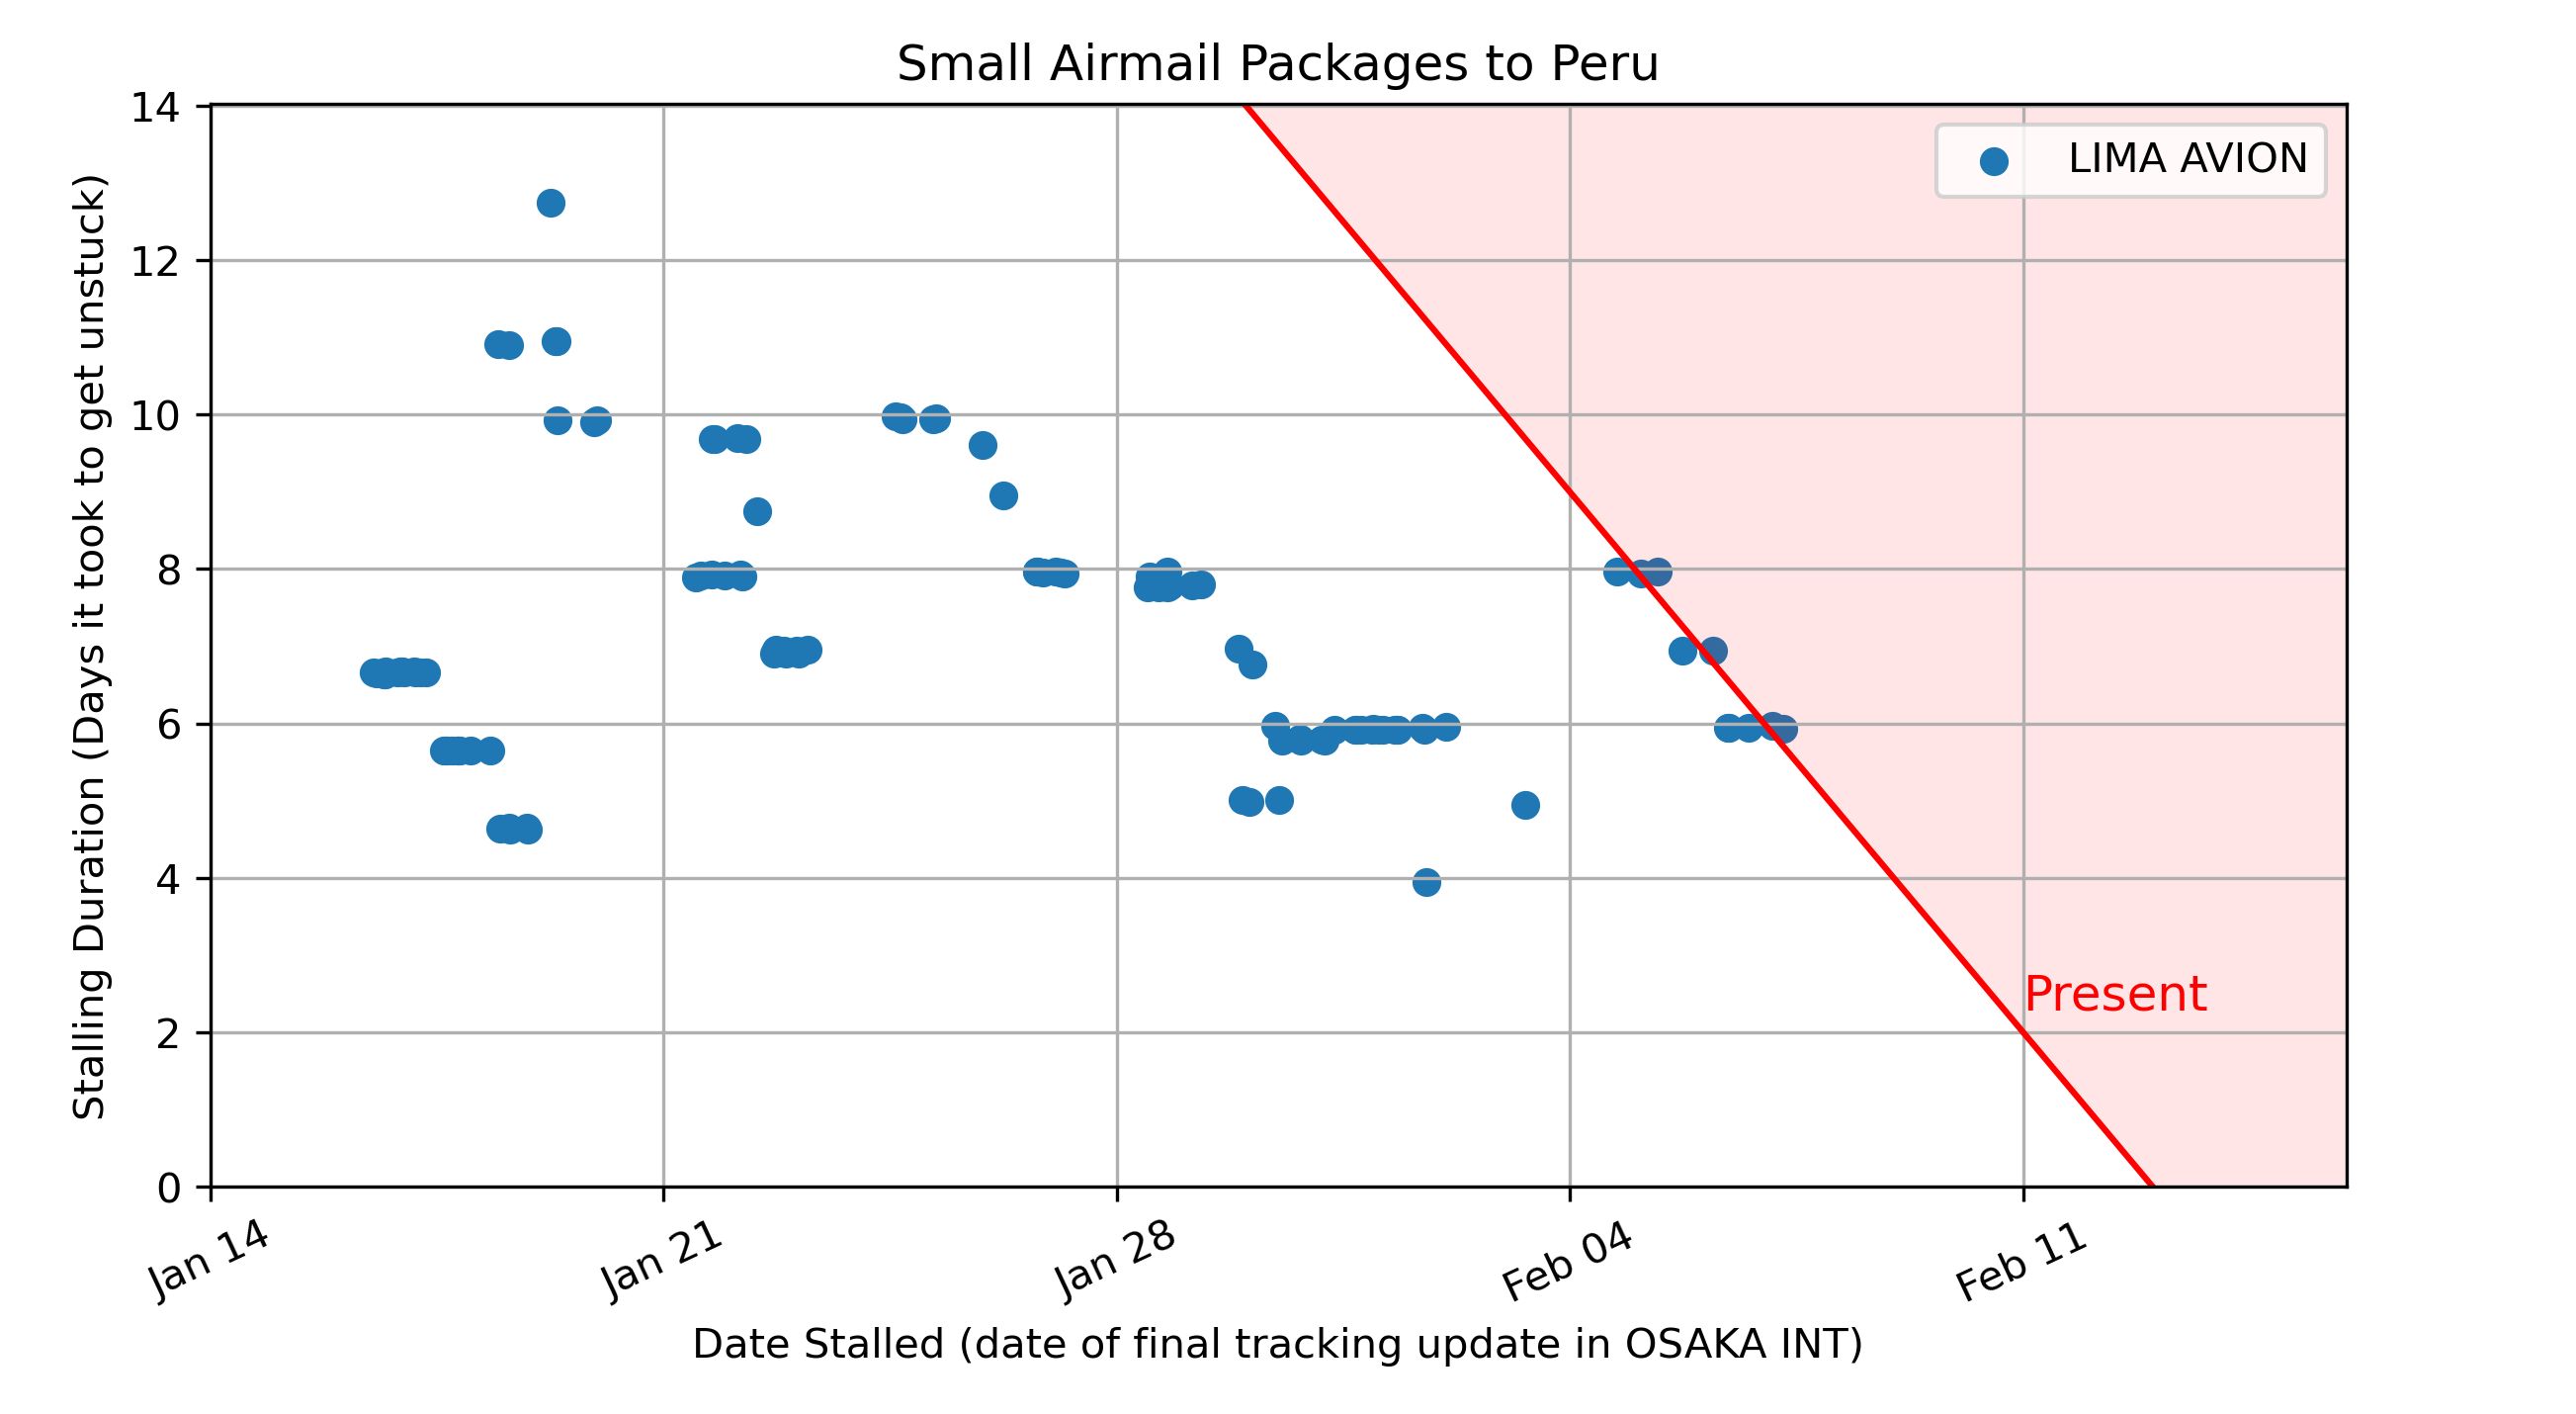 Small Airmail Packages to Peru
LIMA AVION
Stalling Duration (Days it took to get unstuck)
14
12
10
8
6
4
2
0
Present
Jan 14
Jan 21
Jan 28
Feb 04
Feb 11
Date Stalled (date of final tracking update in OSAKA INT)